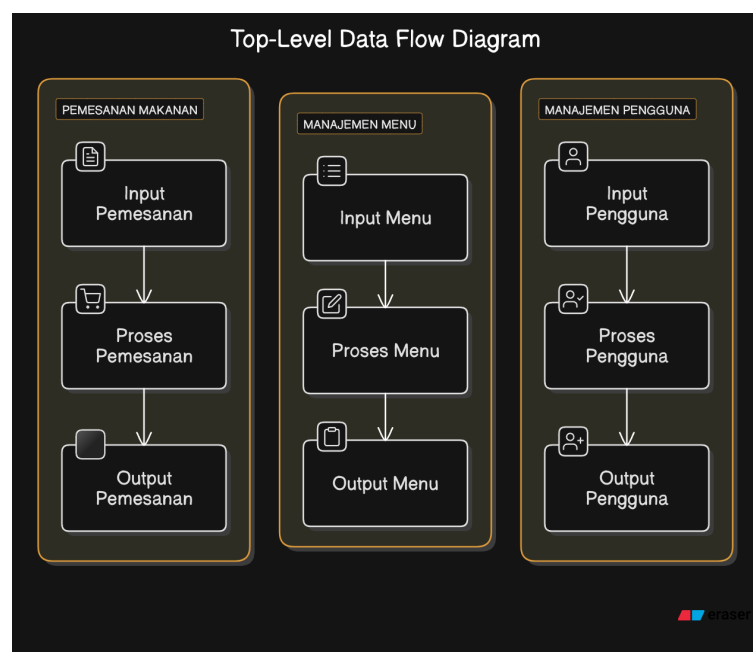 Top-Level Data Flow Diagram
PEMESANAN MAKANAN
Input
Pemesanan
Proses
Pemesanan
Output
Pemesanan
MANAJEMEN MENU
Input Menu
Proses Menu
Output Menu
MANAJEMEN PENGGUNA
Input
Pengguna
Proses
Pengguna
Output
Pengguna
eraser